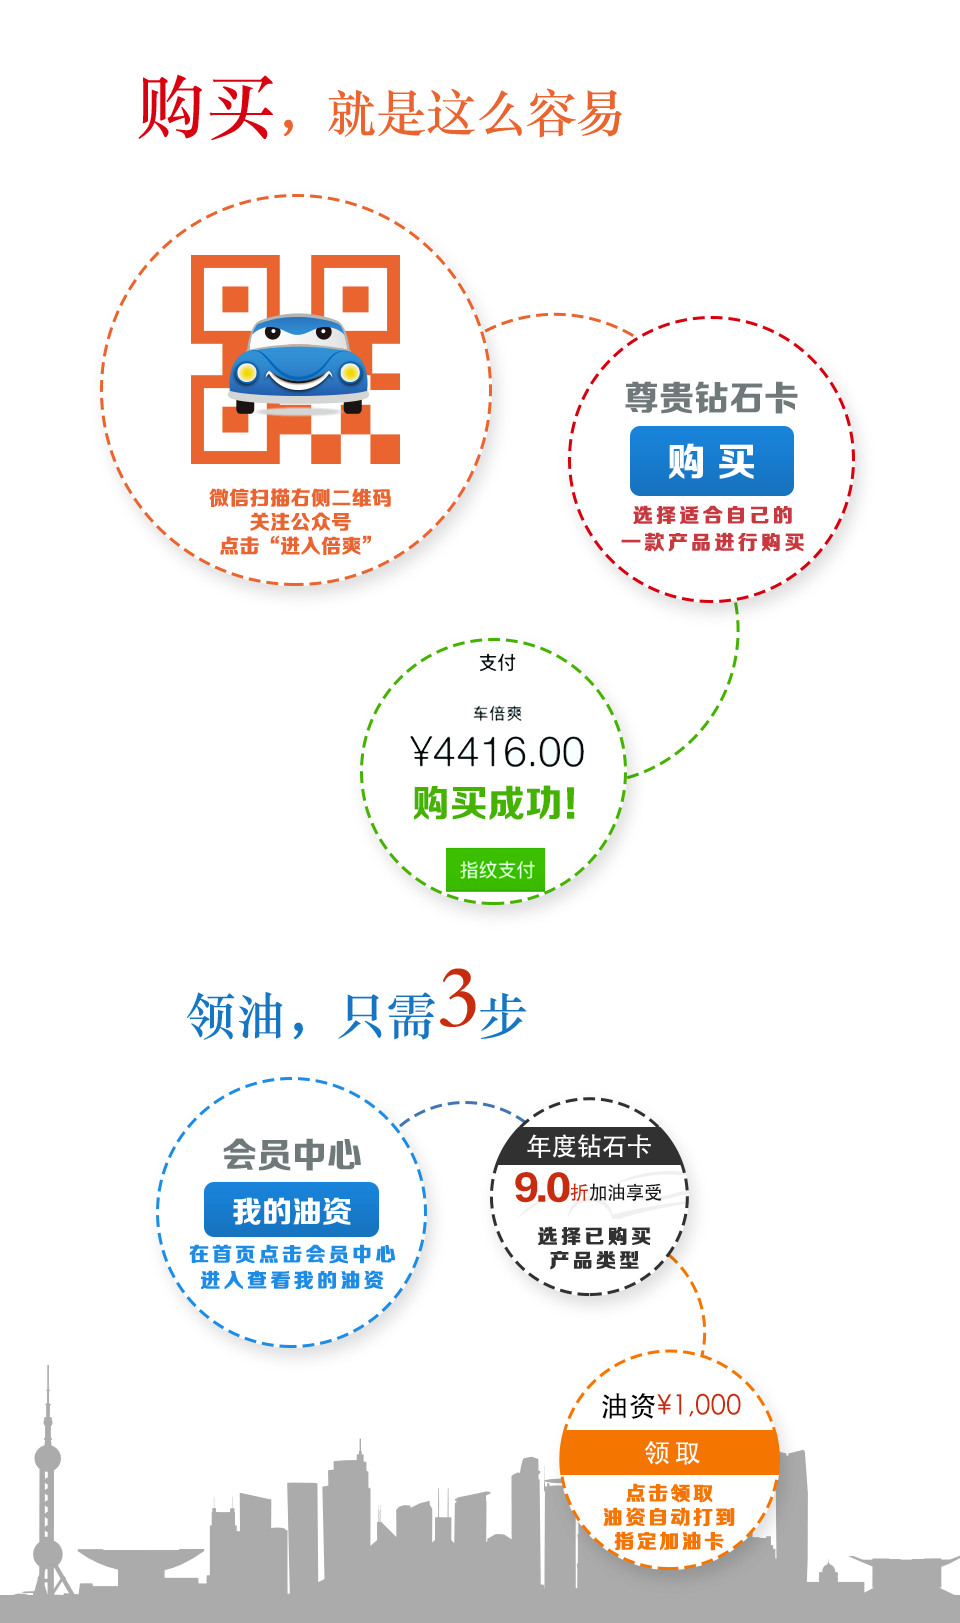 购买，就是这么容易
微信扫描右侧二维码
关注公众号
点击“进入倍爽”
尊贵钻石卡
购买
选择适合自己的
一款产品进行购买
支付
车倍爽
¥4416.00
购买成功!
指纹支付
领油，只需3步
会员中心
我的油资
在首页点击会员中心
进入查看我的油资
年度钻石卡
9.0折加油享受
选择已购买
产品类型
油资¥1,000
领取
点击领取
油资自动打到
指定加油卡